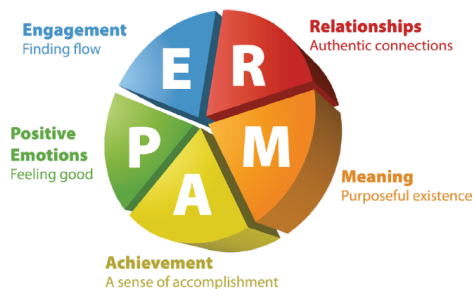 Engagement
Finding flow
Relationships
Authentic connections
E
R
Positive
Emotions
Feeling good
P
M
A
Meaning
Purposeful existence
Achievement
A sense of accomplishment